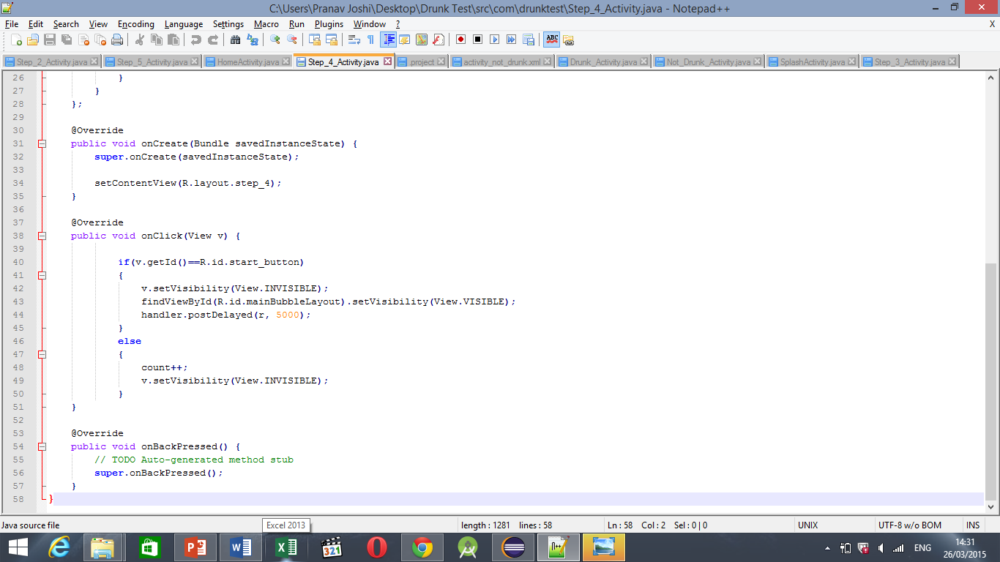 C:\Users\Pranav Joshi\Desktop\Drunk Test\src\com\drunktest\Step_4_Activity.java - Notepad++
File Edit Search View Encoding Language Settings Macro Run Plugins Window ? X
ABC
Step_2_Activity.java Step_5_Activity.java HomeActivity.java Step_4_Activity.java .project activity_not_drunk.xml Drunk_Activity.java Not_Drunk_Activity.java SplashActivity.java Step_3_Activity.java
26 }
27 }
28 };
29
30 @Override
31 public void onCreate(Bundle savedInstanceState) {
32 super.onCreate(savedInstanceState);
33
34 setContentView(R.layout.step_4);
35 }
36
37 @Override
38 public void onClick(View v) {
39
40 if(v.getId()==R.id.start_button)
41 {
42 v.setVisibility(View.INVISIBLE);
43 findViewById(R.id.mainBubbleLayout).setVisibility(View.VISIBLE);
44 handler.postDelayed(r, 5000);
45 }
46 else
47 {
48 count++;
49 v.setVisibility(View.INVISIBLE);
50 }
51 }
52
53 @Override
54 public void onBackPressed() {
55 // TODO Auto-generated method stub
56 super.onBackPressed();
57 }
58 }
Java source file Excel 2013 length : 1281 lines : 58 Ln : 58 Col : 2 Sel : 0 | 0 UNIX UTF-8 w/o BOM INS
321
ENG 14:31
26/03/2015